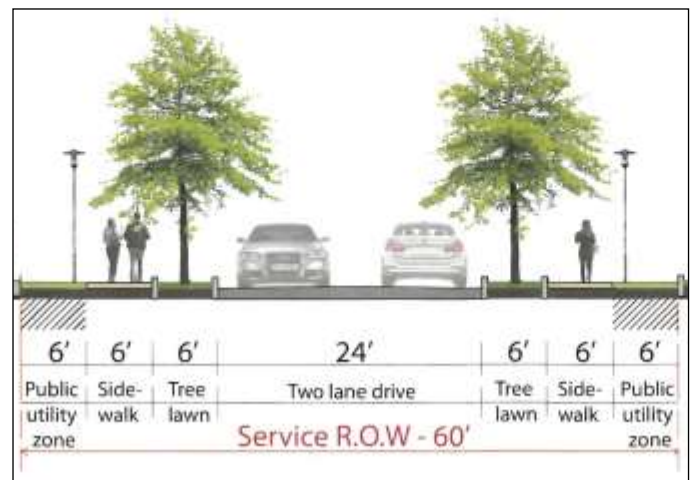 6' 6' 6' 24' 6' 6' 6'
Public Side- Tree Two lane drive Tree Side- Public
utility walk lawn lawn walk utility
zone zone
Service R.O.W - 60'